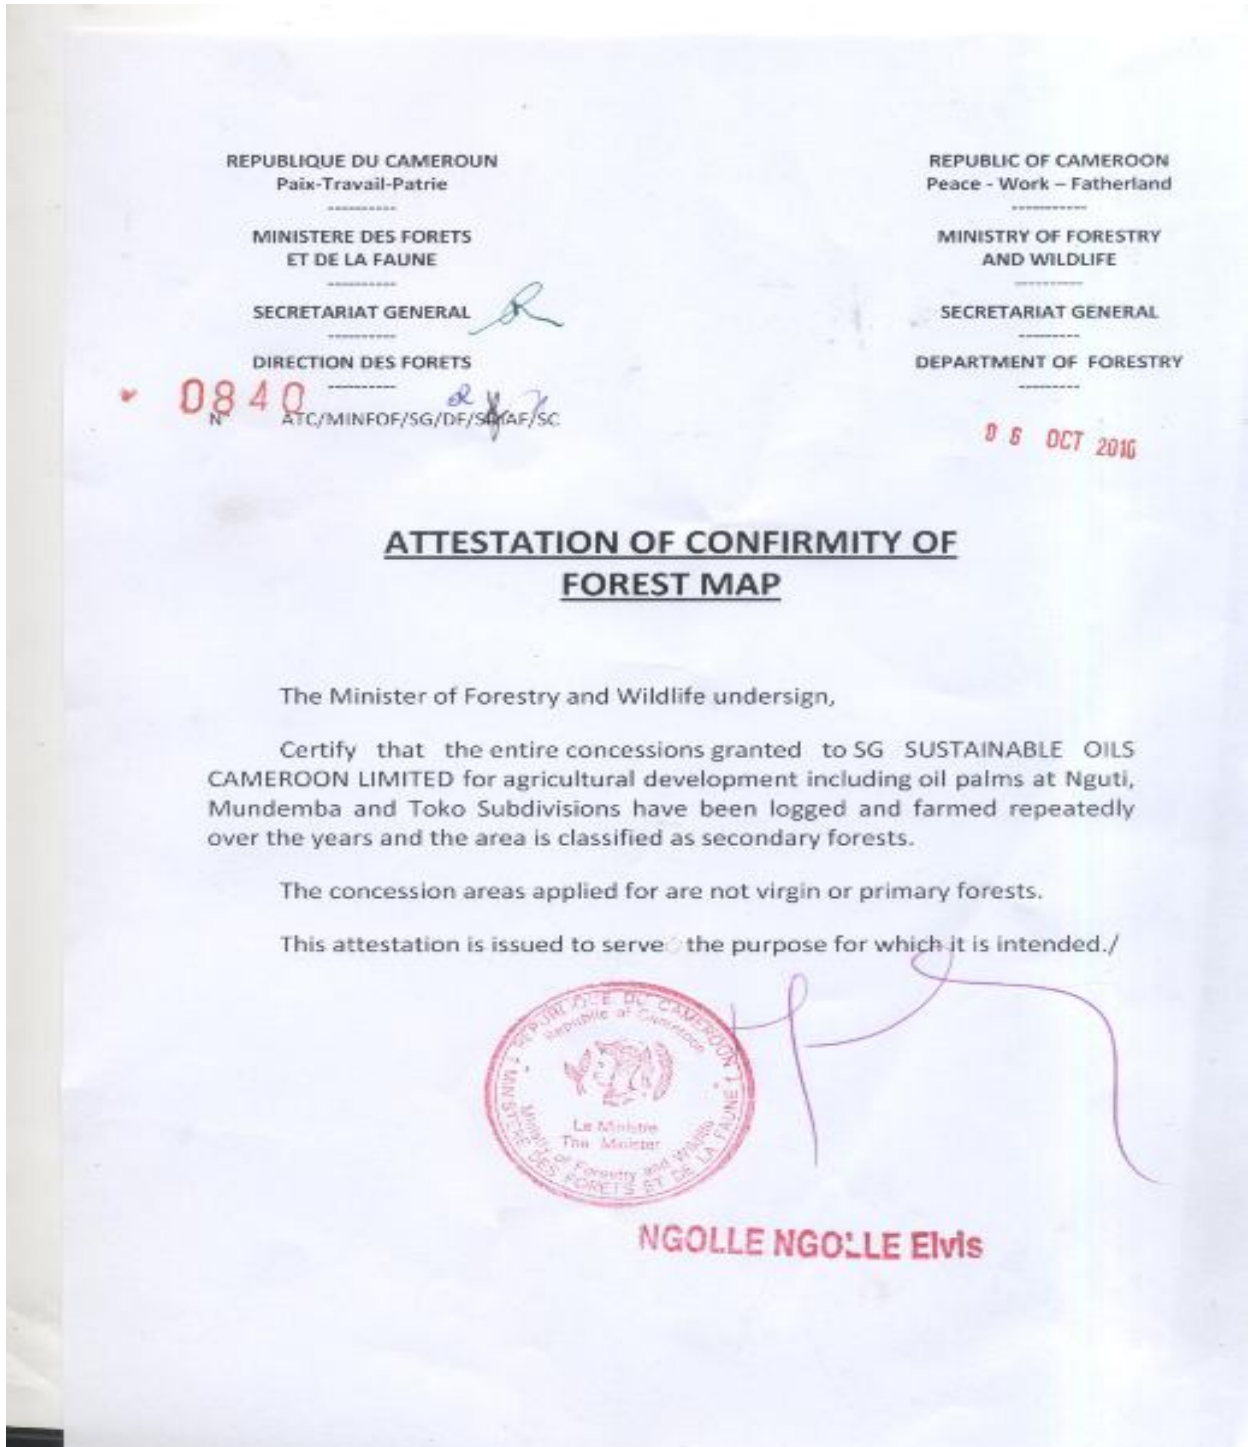 REPUBLIQUE DU CAMEROUN
Paix-Travail-Patrie
----------
MINISTERE DES FORETS
ET DE LA FAUNE
----------
SECRETARIAT GENERAL
----------
DIRECTION DES FORETS
----------
0840
N° ATC/MINFOF/SG/DF/ /AF/SC
REPUBLIC OF CAMEROON
Peace - Work – Fatherland
----------
MINISTRY OF FORESTRY
AND WILDLIFE
----------
SECRETARIAT GENERAL
----------
DEPARTMENT OF FORESTRY
----------
06 OCT 2010
ATTESTATION OF CONFIRMITY OF
FOREST MAP
The Minister of Forestry and Wildlife undersign,
Certify that the entire concessions granted to SG SUSTAINABLE OILS
CAMEROON LIMITED for agricultural development including oil palms at Nguti,
Mundemba and Toko Subdivisions have been logged and farmed repeatedly
over the years and the area is classified as secondary forests.
The concession areas applied for are not virgin or primary forests.
This attestation is issued to serve the purpose for which it is intended./
REPUBLIQUE DU CAMEROUN
Republic of Cameroon
Le Ministre
The Minister
Ministry of Forestry and Wildlife
MINISTERE DES FORETS ET DE LA FAUNE
NGOLLE NGOLLE Elvis